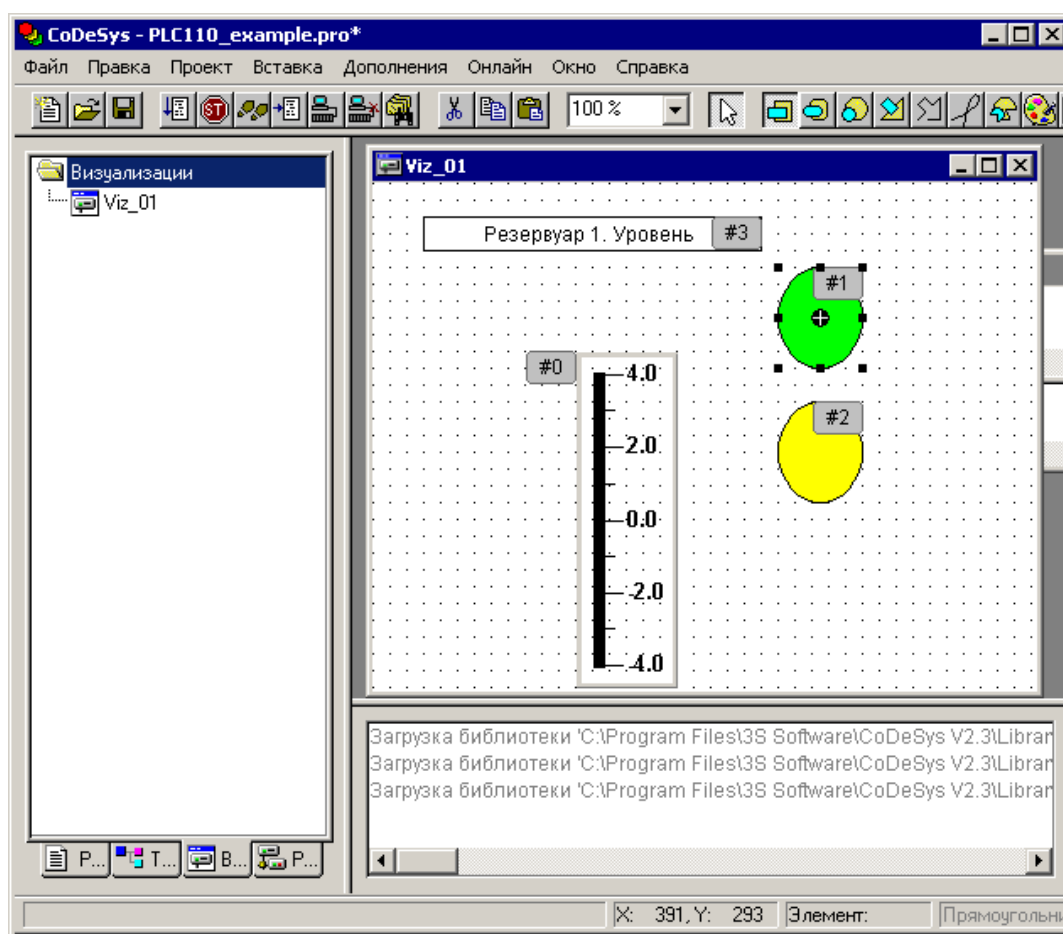 CoDeSys - PLC110_example.pro*
Файл Правка Проект Вставка Дополнения Онлайн Окно Справка
ST
100 %
Визуализации
Viz_01
Viz_01
Резервуар 1. Уровень #3
#1
#0
#2
4.0
2.0
0.0
-2.0
-4.0
Загрузка библиотеки 'C:\Program Files\3S Software\CoDeSys V2.3\Librar
Загрузка библиотеки 'C:\Program Files\3S Software\CoDeSys V2.3\Librar
Загрузка библиотеки 'C:\Program Files\3S Software\CoDeSys V2.3\Librar
Р... Т... В... Р...
X: 391, Y: 293 Элемент: Прямоугольни